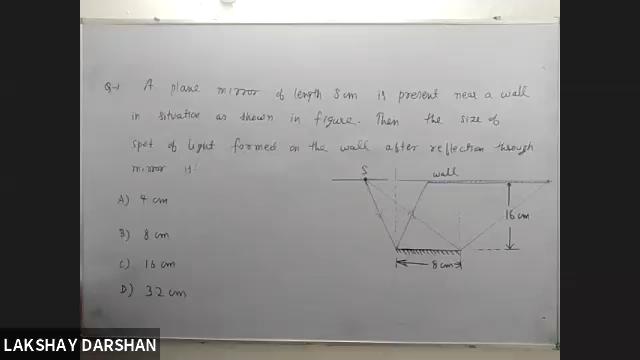 Q-1 A plane mirror of length 8 cm is present near a wall
in situation as shown in figure. Then the size of
spot of light formed on the wall after reflection through
mirror is
S
wall
A) 4 cm
16 cm
B) 8 cm
C) 16 cm
8 cm
D) 32 cm
LAKSHAY DARSHAN